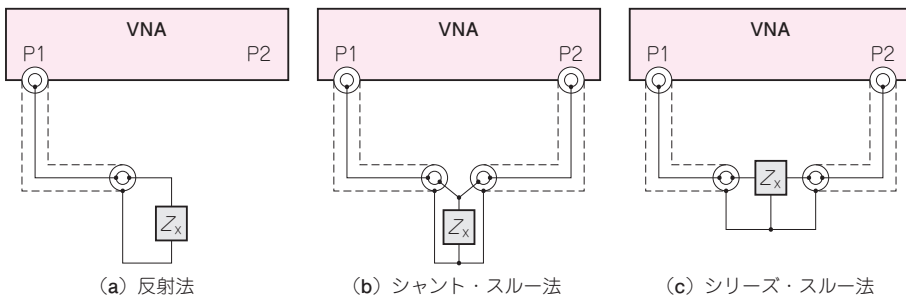 VNA
P1 P2
Zx
(a) 反射法
VNA
P1 P2
Zx
(b) シャント・スルー法
VNA
P1 P2
Zx
(c) シリーズ・スルー法